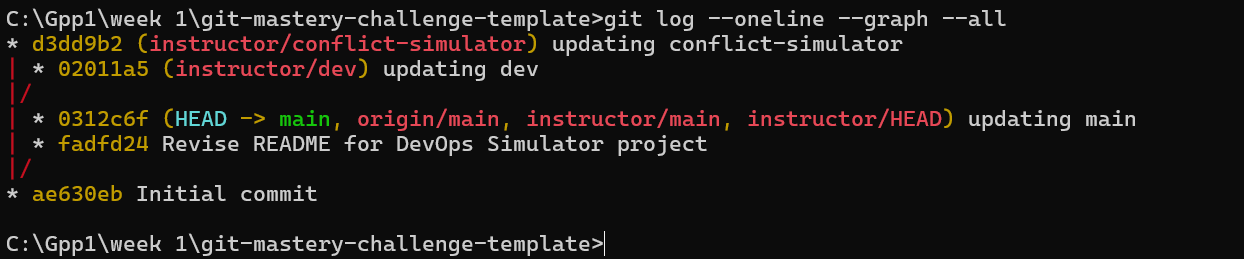 C:\Gpp1\week 1\git-mastery-challenge-template>git log --oneline --graph --all
* d3dd9b2 (instructor/conflict-simulator) updating conflict-simulator
| * 02011a5 (instructor/dev) updating dev
|/
| * 0312c6f (HEAD -> main, origin/main, instructor/main, instructor/HEAD) updating main
| * fadfd24 Revise README for DevOps Simulator project
|/
* ae630eb Initial commit
C:\Gpp1\week 1\git-mastery-challenge-template>